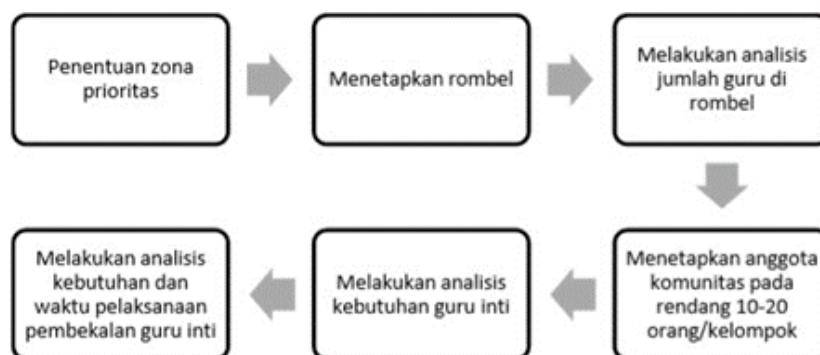 Penentuan zona
prioritas
Menetapkan rombel
Melakukan analisis
jumlah guru di
rombel
Menetapkan anggota
komunitas pada
rendang 10-20
orang/kelompok
Melakukan analisis
kebutuhan guru inti
Melakukan analisis
kebutuhan dan
waktu pelaksanaan
pembekalan guru inti